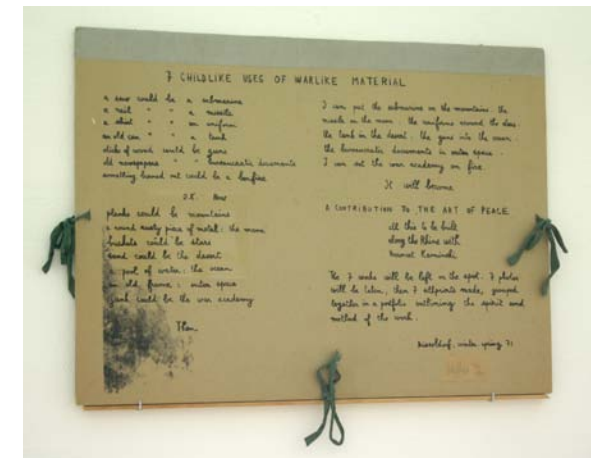 7 CHILDLIKE USES OF WARLIKE MATERIAL
a saw could be a submarine
a nail " " a missile
a shirt " " an uniform
an old can " " a tank
sticks of wood could be guns
old newspapers " " bureaucratic documents
something burned out could be a bonfire
O.K. Now
planks could be mountains
a round rusty piece of metal : the moon
buckets could be stars
sand could be the desert
a pool of water : the ocean
an old frame : outer space
junk could be the war academy
Then,
I can put the submarine on the mountains. the
missile on the moon. the uniforms around the stars.
the tank in the desert. the guns into the ocean.
the bureaucratic documents in outer space.
I can set the war academy on fire.
It will become
A CONTRIBUTION TO THE ART OF PEACE
All this to be built
along the Rhine with
Kaminski
The 7 works will be left on the spot. 7 photos
will be taken, then 7 made, grouped
together in a portfolio outlining the spirit and
method of the work.
Düsseldorf, winter spring 71